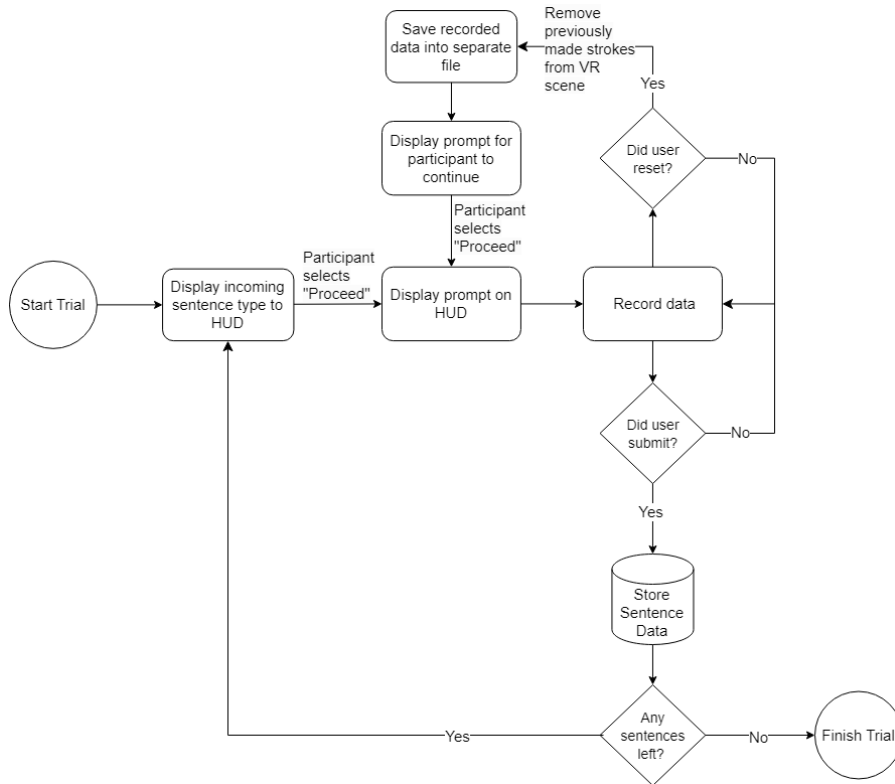 Save recorded
data into separate
file
Remove
previously
made strokes
from VR
scene
Yes
Display prompt for
participant to
continue
Did user
reset?
No
Participant
selects
"Proceed"
Start Trial
Display incoming
sentence type to
HUD
Participant
selects
"Proceed"
Display prompt on
HUD
Record data
Did user
submit?
No
Yes
Store
Sentence
Data
Any
sentences
left?
Yes
No
Finish Trial